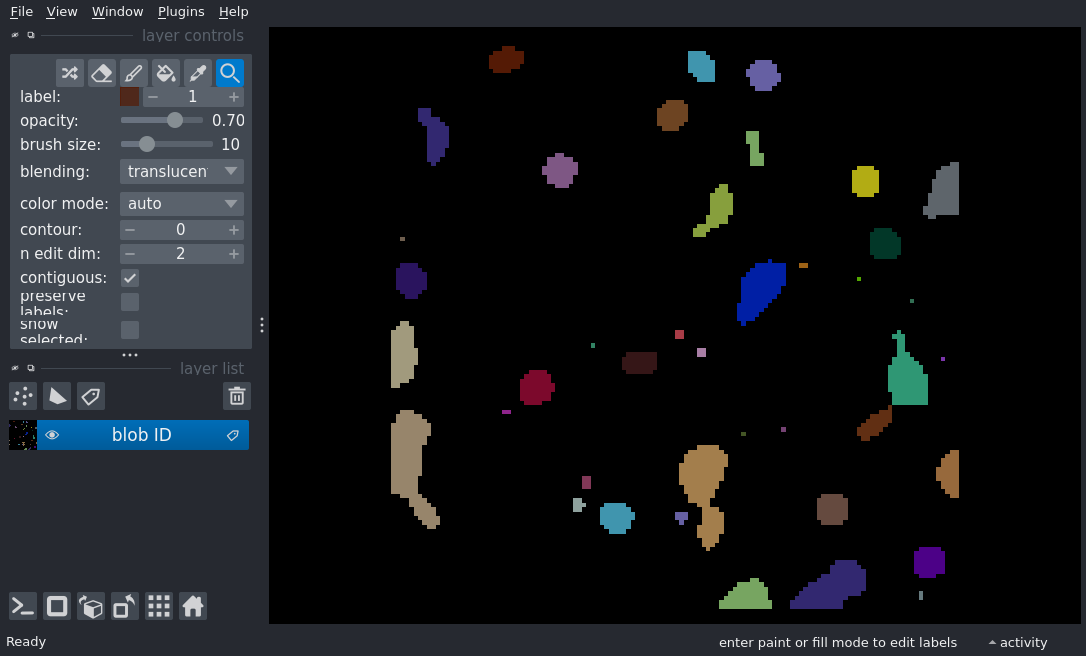 File View Window Plugins Help
layer controls
label: 1
opacity: 0.70
brush size: 10
blending: translucen
color mode: auto
contour: 0
n edit dim: 2
contiguous:
preserve
labels:
show
selected:
layer list
blob ID
Ready enter paint or fill mode to edit labels activity